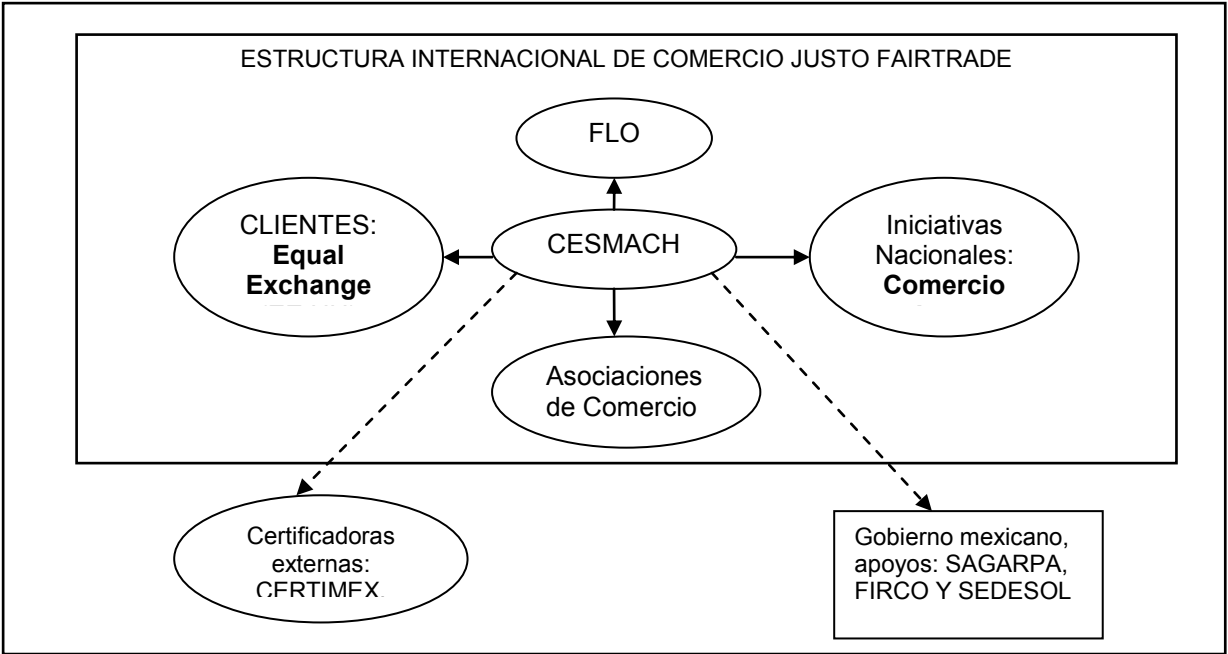 ESTRUCTURA INTERNACIONAL DE COMERCIO JUSTO FAIRTRADE
FLO
CLIENTES:
Equal
Exchange
CESMACH
Iniciativas
Nacionales:
Comercio
Asociaciones
de Comercio
Certificadoras
externas:
CERTIMEX,
Gobierno mexicano,
apoyos: SAGARPA,
FIRCO Y SEDESOL